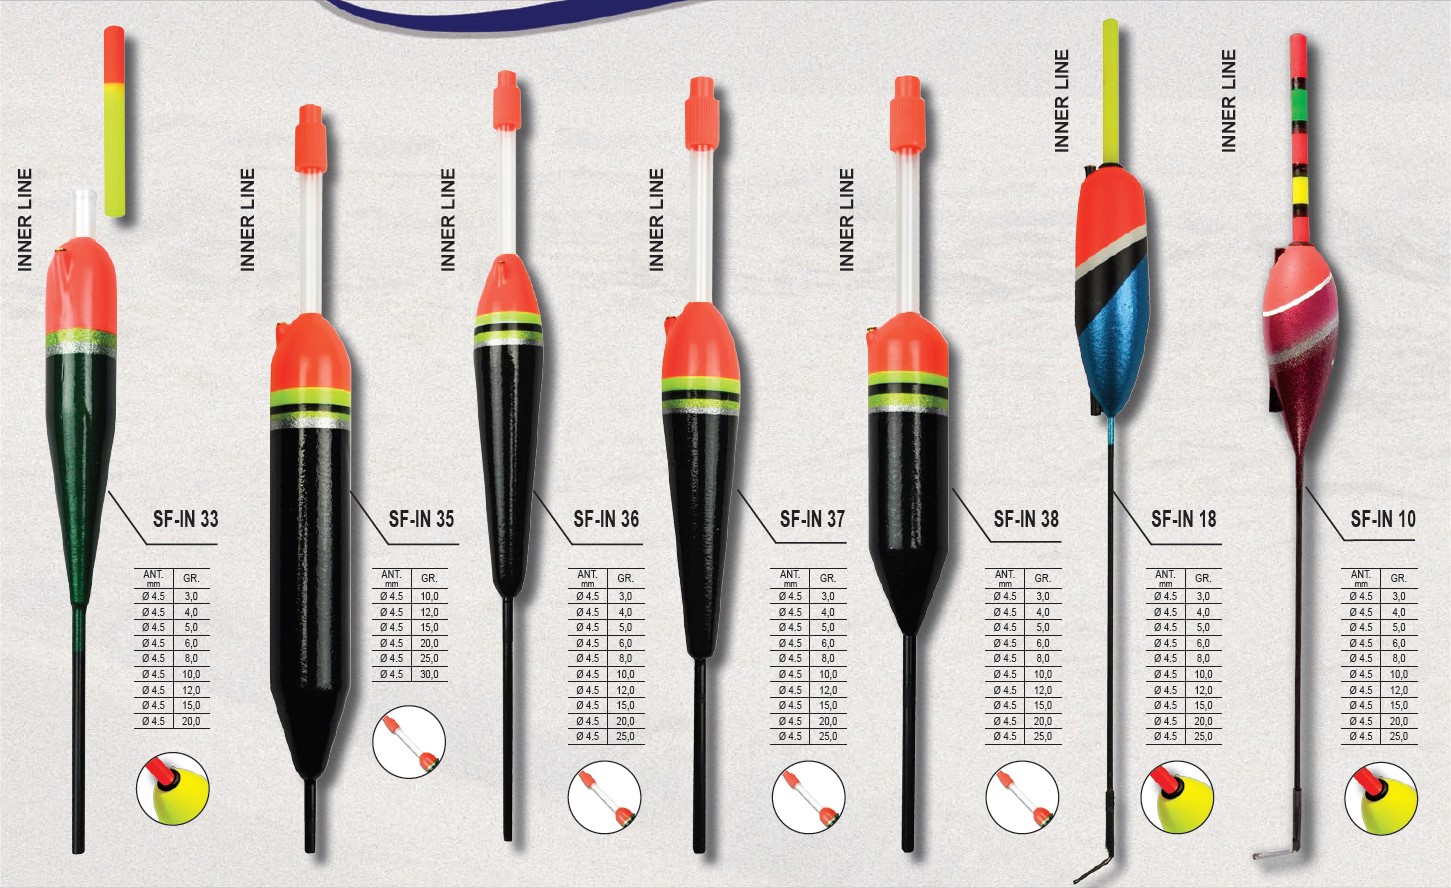 INNER LINE
INNER LINE
INNER LINE
INNER LINE
INNER LINE
INNER LINE
INNER LINE
SF-IN 33
ANT. mm GR.
Ø 4.5 3,0
Ø 4.5 4,0
Ø 4.5 5,0
Ø 4.5 6,0
Ø 4.5 8,0
Ø 4.5 10,0
Ø 4.5 12,0
Ø 4.5 15,0
Ø 4.5 20,0
SF-IN 35
ANT. mm GR.
Ø 4.5 10,0
Ø 4.5 12,0
Ø 4.5 15,0
Ø 4.5 20,0
Ø 4.5 25,0
Ø 4.5 30,0
SF-IN 36
ANT. mm GR.
Ø 4.5 3,0
Ø 4.5 4,0
Ø 4.5 5,0
Ø 4.5 6,0
Ø 4.5 8,0
Ø 4.5 10,0
Ø 4.5 12,0
Ø 4.5 15,0
Ø 4.5 20,0
Ø 4.5 25,0
SF-IN 37
ANT. mm GR.
Ø 4.5 3,0
Ø 4.5 4,0
Ø 4.5 5,0
Ø 4.5 6,0
Ø 4.5 8,0
Ø 4.5 10,0
Ø 4.5 12,0
Ø 4.5 15,0
Ø 4.5 20,0
Ø 4.5 25,0
SF-IN 38
ANT. mm GR.
Ø 4.5 3,0
Ø 4.5 4,0
Ø 4.5 5,0
Ø 4.5 6,0
Ø 4.5 8,0
Ø 4.5 10,0
Ø 4.5 12,0
Ø 4.5 15,0
Ø 4.5 20,0
Ø 4.5 25,0
SF-IN 18
ANT. mm GR.
Ø 4.5 3,0
Ø 4.5 4,0
Ø 4.5 5,0
Ø 4.5 6,0
Ø 4.5 8,0
Ø 4.5 10,0
Ø 4.5 12,0
Ø 4.5 15,0
Ø 4.5 20,0
Ø 4.5 25,0
SF-IN 10
ANT. mm GR.
Ø 4.5 3,0
Ø 4.5 4,0
Ø 4.5 5,0
Ø 4.5 6,0
Ø 4.5 8,0
Ø 4.5 10,0
Ø 4.5 12,0
Ø 4.5 15,0
Ø 4.5 20,0
Ø 4.5 25,0